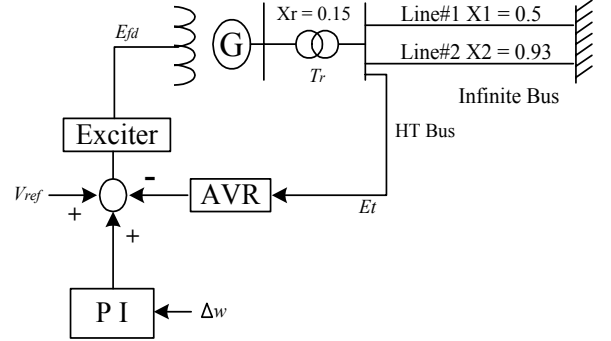 Efd
G
Xr = 0.15
Tr
Line#1 X1 = 0.5
Line#2 X2 = 0.93
Infinite Bus
HT Bus
Exciter
Vref
+
-
AVR
Et
+
P I
Δw